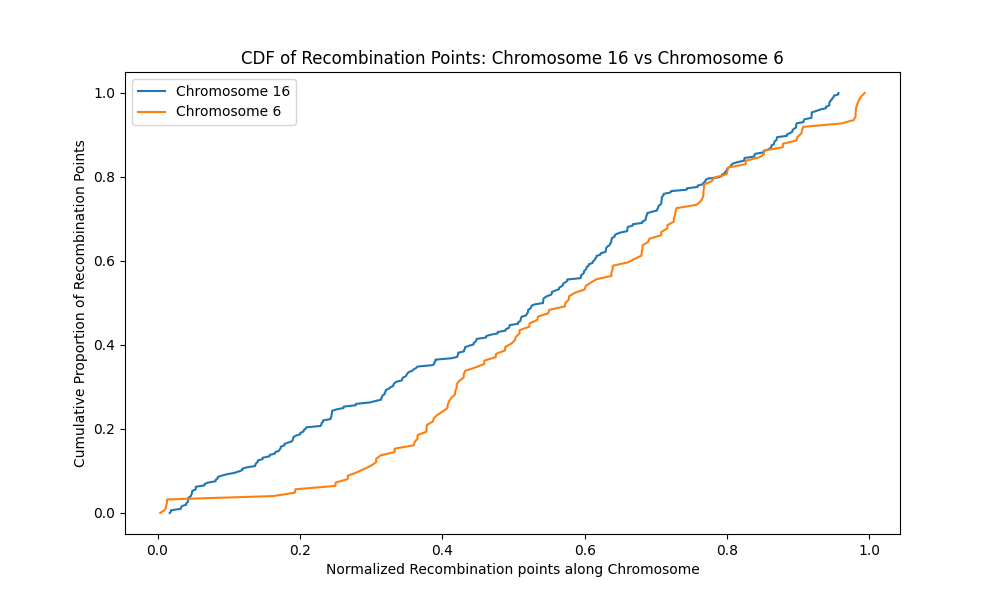 CDF of Recombination Points: Chromosome 16 vs Chromosome 6
Chromosome 16
Chromosome 6
Cumulative Proportion of Recombination Points
1.0
0.8
0.6
0.4
0.2
0.0
0.0 0.2 0.4 0.6 0.8 1.0
Normalized Recombination points along Chromosome